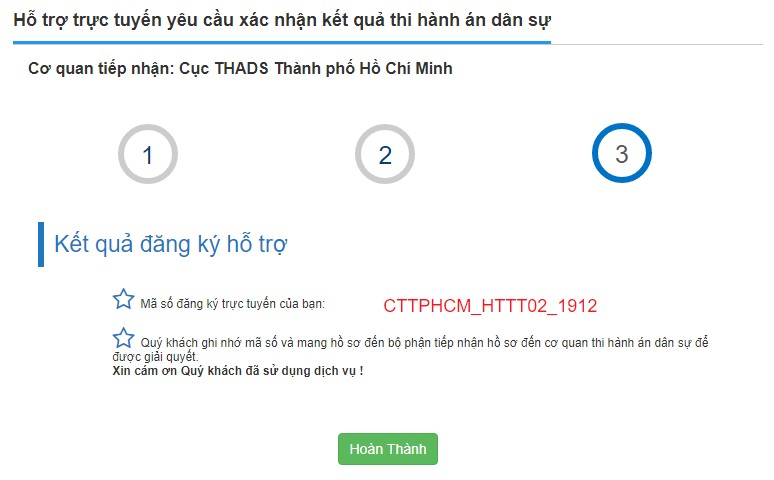 Hỗ trợ trực tuyến yêu cầu xác nhận kết quả thi hành án dân sự
Cơ quan tiếp nhận: Cục THADS Thành phố Hồ Chí Minh
1
2
3
Kết quả đăng ký hỗ trợ
Mã số đăng ký trực tuyến của bạn: CTTPHCM_HTTT02_1912
Quý khách ghi nhớ mã số và mang hồ sơ đến bộ phận tiếp nhận hồ sơ đến cơ quan thi hành án dân sự để
được giải quyết.
Xin cám ơn Quý khách đã sử dụng dịch vụ !
Hoàn Thành